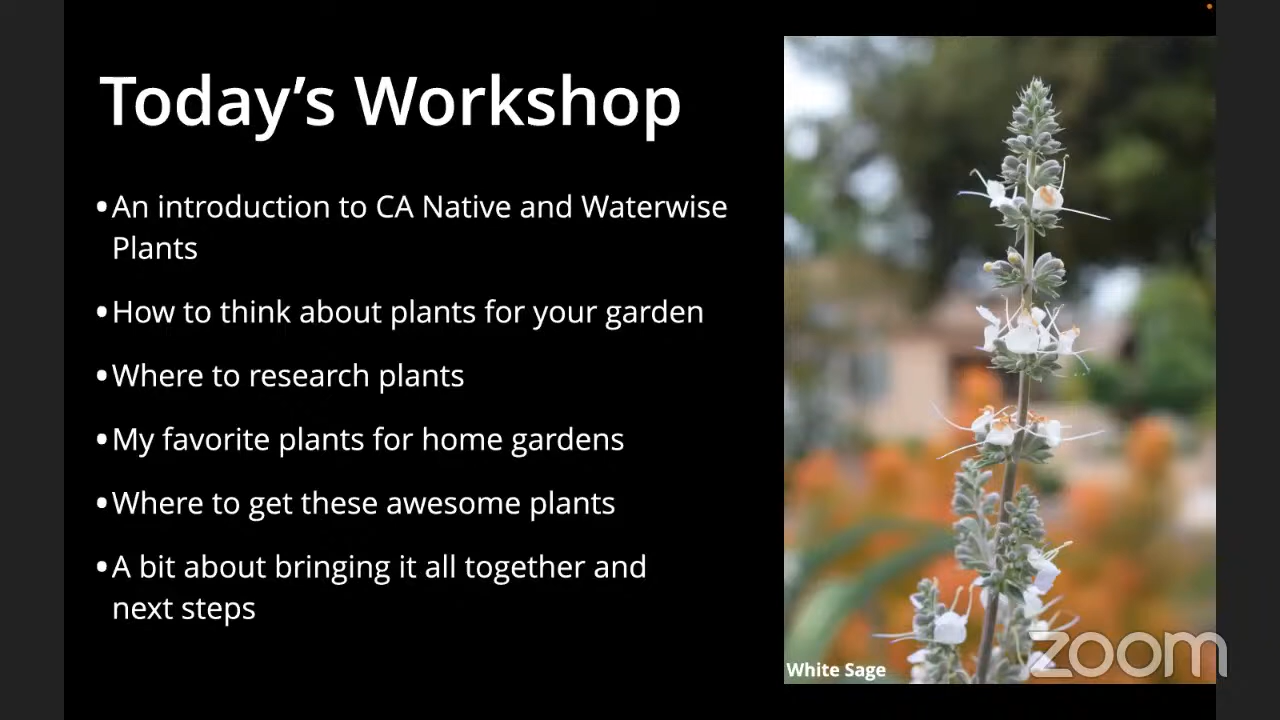 Today's Workshop
•An introduction to CA Native and Waterwise
Plants
•How to think about plants for your garden
•Where to research plants
•My favorite plants for home gardens
•Where to get these awesome plants
•A bit about bringing it all together and
next steps
White Sage
zoom